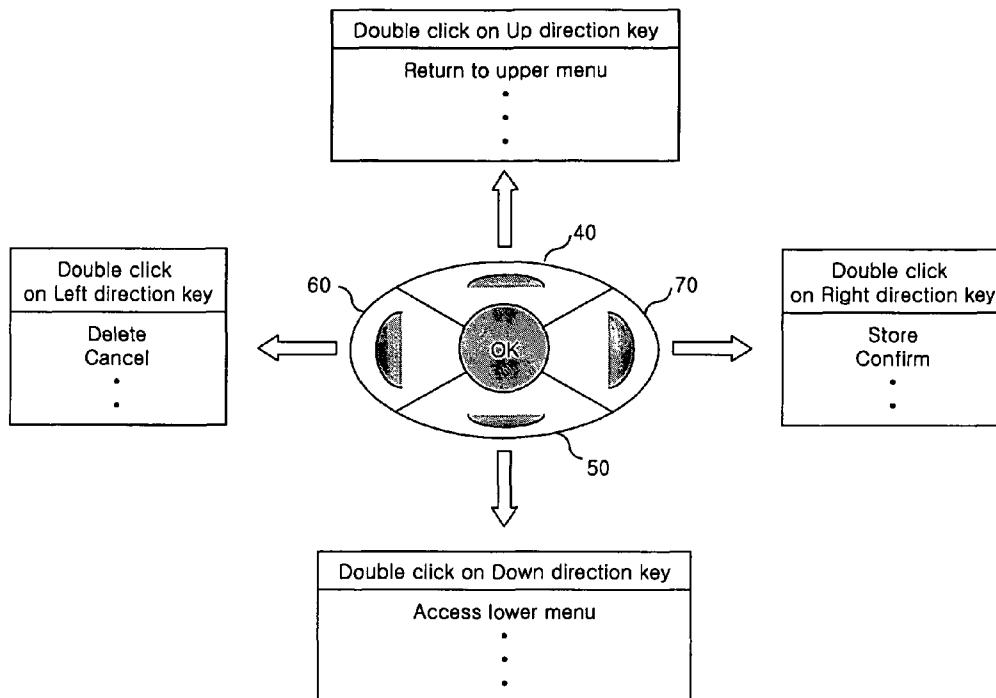 Double click on Up direction key
Return to upper menu
40
Double click
on Left direction key
Delete
Cancel
60
OK
70
Double click
on Right direction key
Store
Confirm
50
Double click on Down direction key
Access lower menu